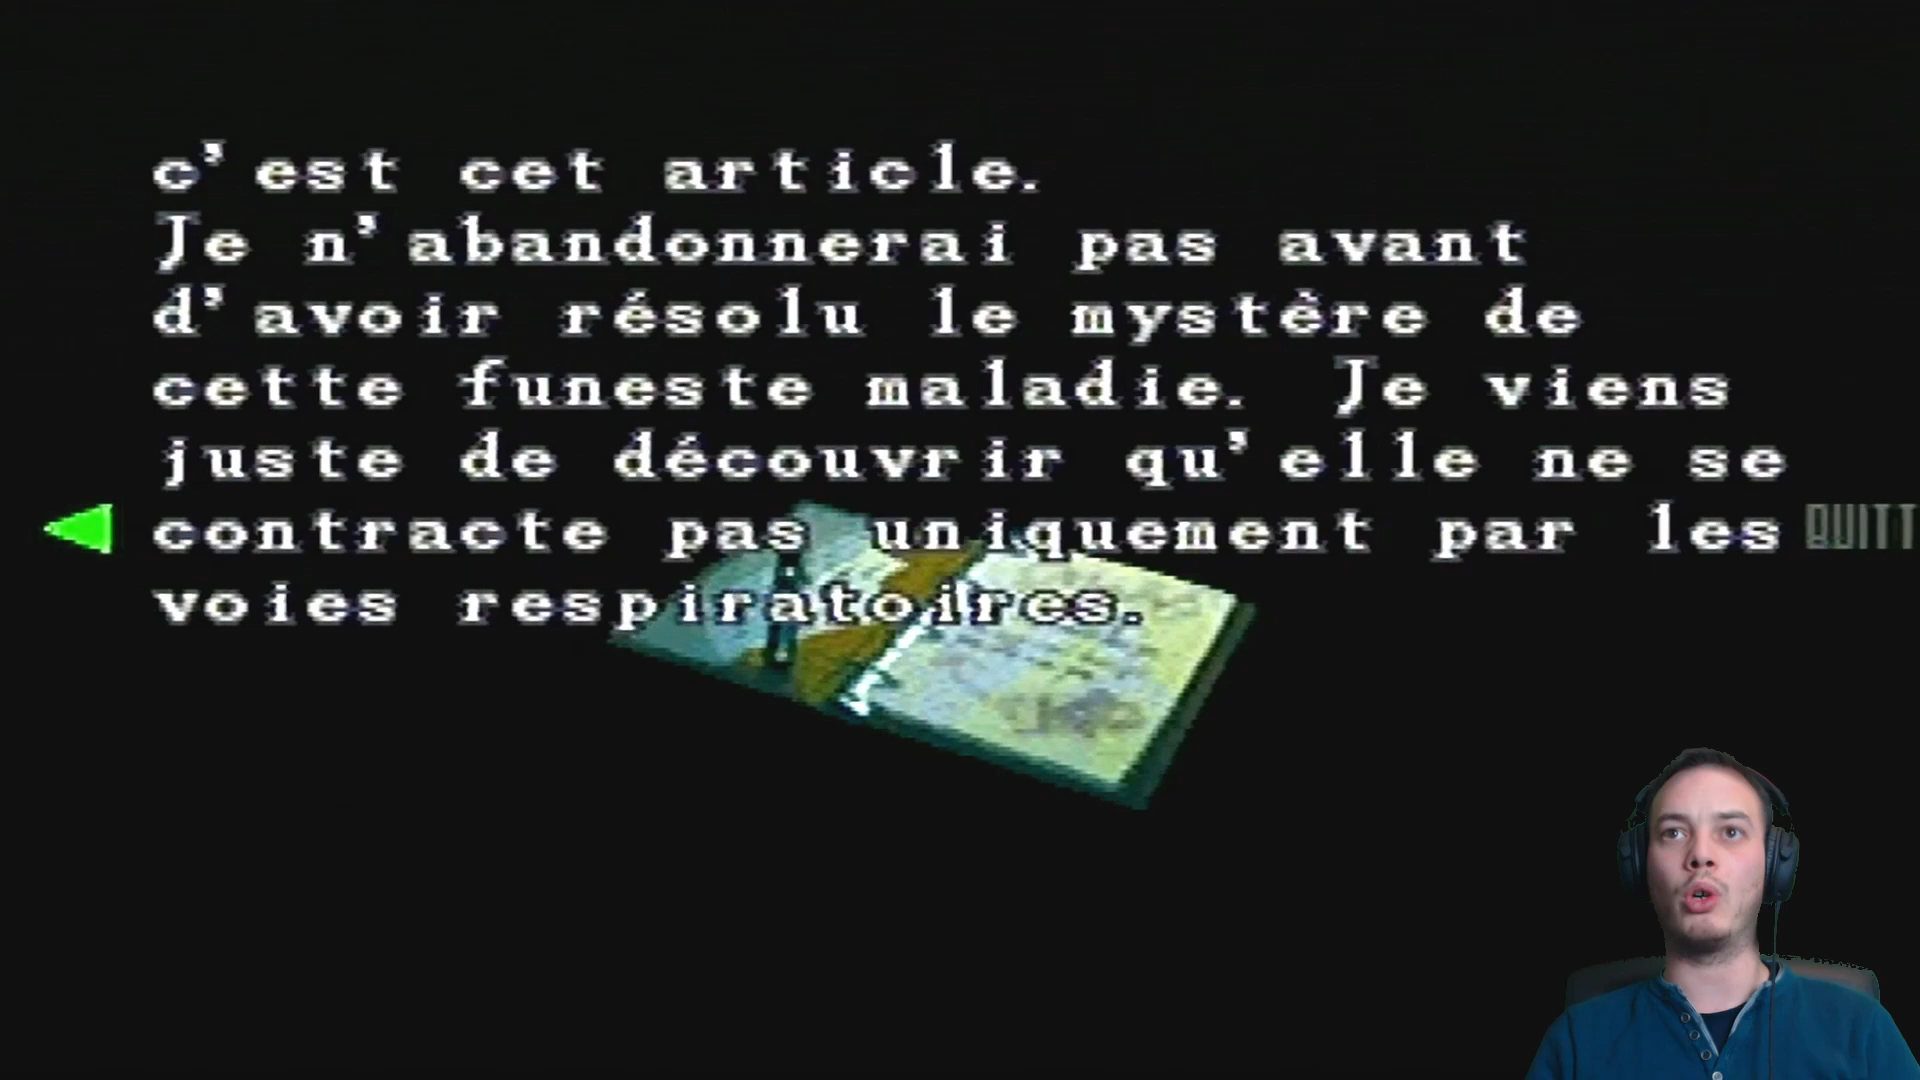 c'est cet article.
Je n'abandonnerai pas avant
d'avoir résolu le mystère de
cette funeste maladie. Je viens
juste de découvrir qu'elle ne se
contracte pas uniquement par les
voies respiratoires.
QUITT